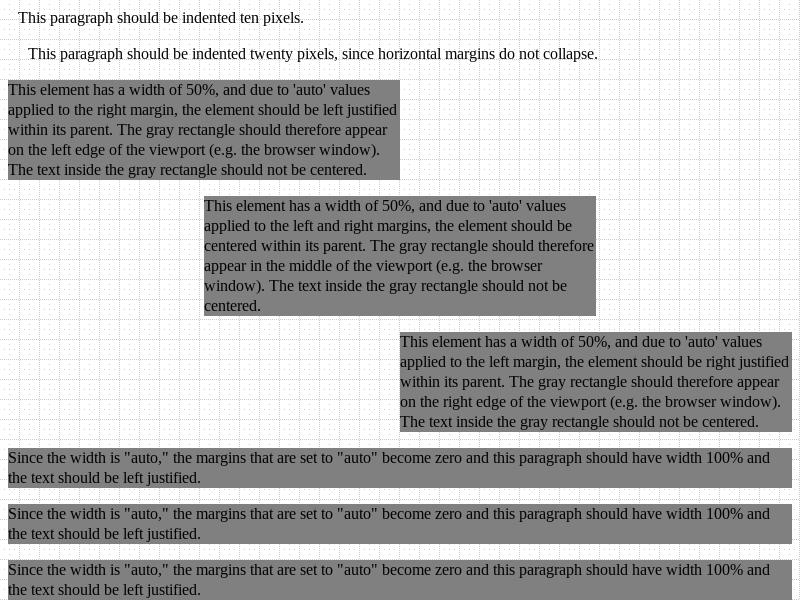 This paragraph should be indented ten pixels.
This paragraph should be indented twenty pixels, since horizontal margins do not collapse.
This element has a width of 50%, and due to 'auto' values
applied to the right margin, the element should be left justified
within its parent. The gray rectangle should therefore appear
on the left edge of the viewport (e.g. the browser window).
The text inside the gray rectangle should not be centered.
This element has a width of 50%, and due to 'auto' values
applied to the left and right margins, the element should be
centered within its parent. The gray rectangle should therefore
appear in the middle of the viewport (e.g. the browser
window). The text inside the gray rectangle should not be
centered.
This element has a width of 50%, and due to 'auto' values
applied to the left margin, the element should be right justified
within its parent. The gray rectangle should therefore appear
on the right edge of the viewport (e.g. the browser window).
The text inside the gray rectangle should not be centered.
Since the width is "auto," the margins that are set to "auto" become zero and this paragraph should have width 100% and
the text should be left justified.
Since the width is "auto," the margins that are set to "auto" become zero and this paragraph should have width 100% and
the text should be left justified.
Since the width is "auto," the margins that are set to "auto" become zero and this paragraph should have width 100% and
the text should be left justified.